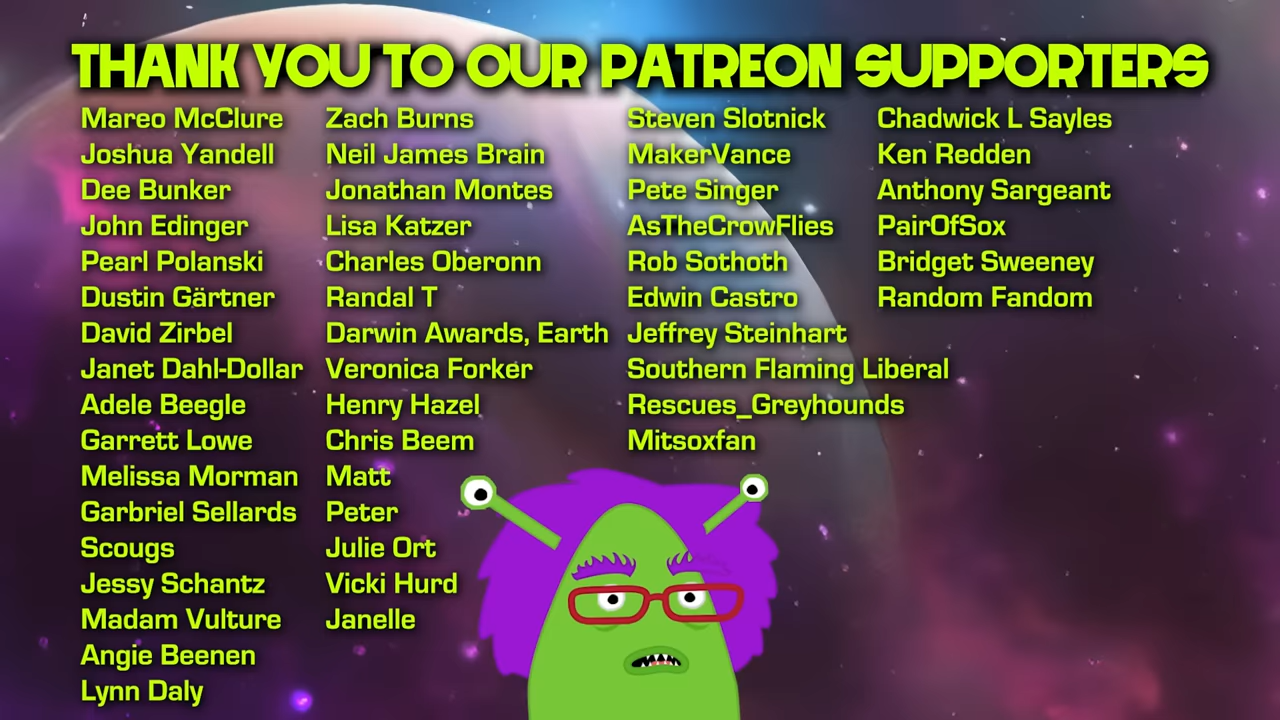 THANK YOU TO OUR PATREON SUPPORTERS
Mareo McClure
Joshua Yandell
Dee Bunker
John Edinger
Pearl Polanski
Dustin Gärtner
David Zirbel
Janet Dahl-Dollar
Adele Beegle
Garrett Lowe
Melissa Morman
Garbriel Sellards
Scougs
Jessy Schantz
Madam Vulture
Angie Beenen
Lynn Daly
Zach Burns
Neil James Brain
Jonathan Montes
Lisa Katzer
Charles Oberonn
Randal T
Darwin Awards, Earth
Veronica Forker
Henry Hazel
Chris Beem
Matt
Peter
Julie Ort
Vicki Hurd
Janelle
Steven Slotnick
MakerVance
Pete Singer
AsTheCrowFlies
Rob Sothoth
Edwin Castro
Jeffrey Steinhart
Southern Flaming Liberal
Rescues_Greyhounds
Mitsoxfan
Chadwick L Sayles
Ken Redden
Anthony Sargeant
PairOfSox
Bridget Sweeney
Random Fandom